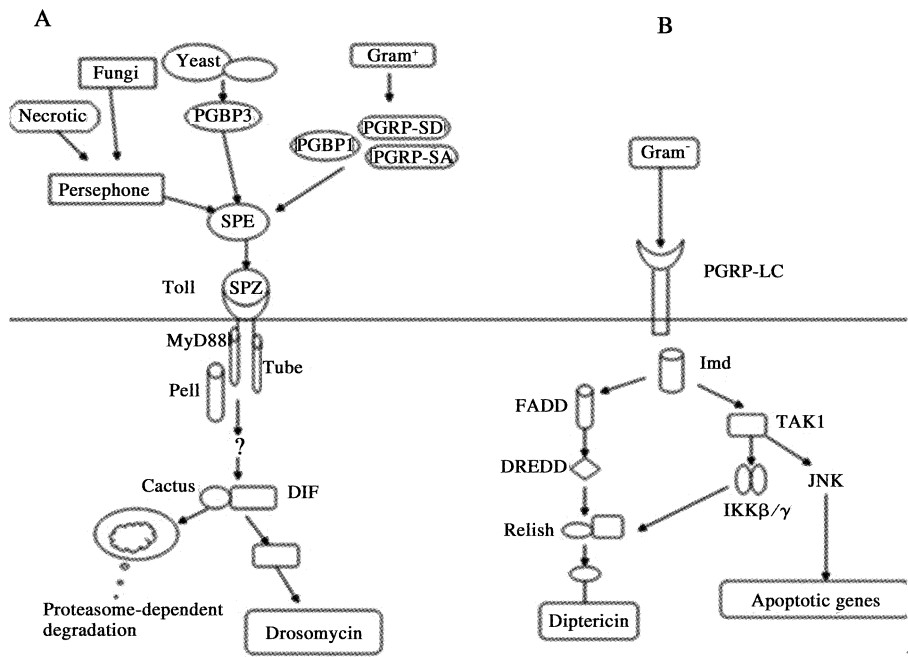 A
B
Yeast
Gram⁺
Fungi
Necrotic
PGBP3
PGRP-SD
PGBP1
PGRP-SA
Gram⁻
Persephone
SPE
PGRP-LC
Toll
SPZ
MyD88
Tube
Pell
Imd
FADD
TAK1
?
DREDD
JNK
Cactus
DIF
IKKβ/γ
Relish
Proteasome-dependent
degradation
Drosomycin
Diptericin
Apoptotic genes